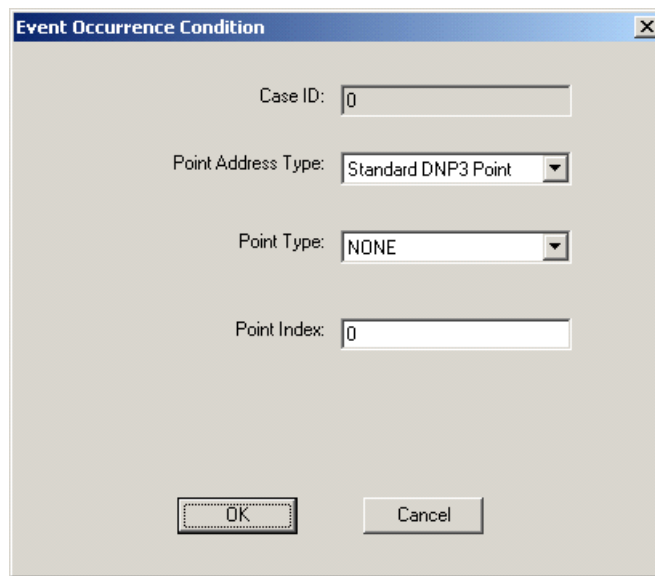 Event Occurrence Condition
Case ID: 0
Point Address Type: Standard DNP3 Point
Point Type: NONE
Point Index: 0
OK Cancel